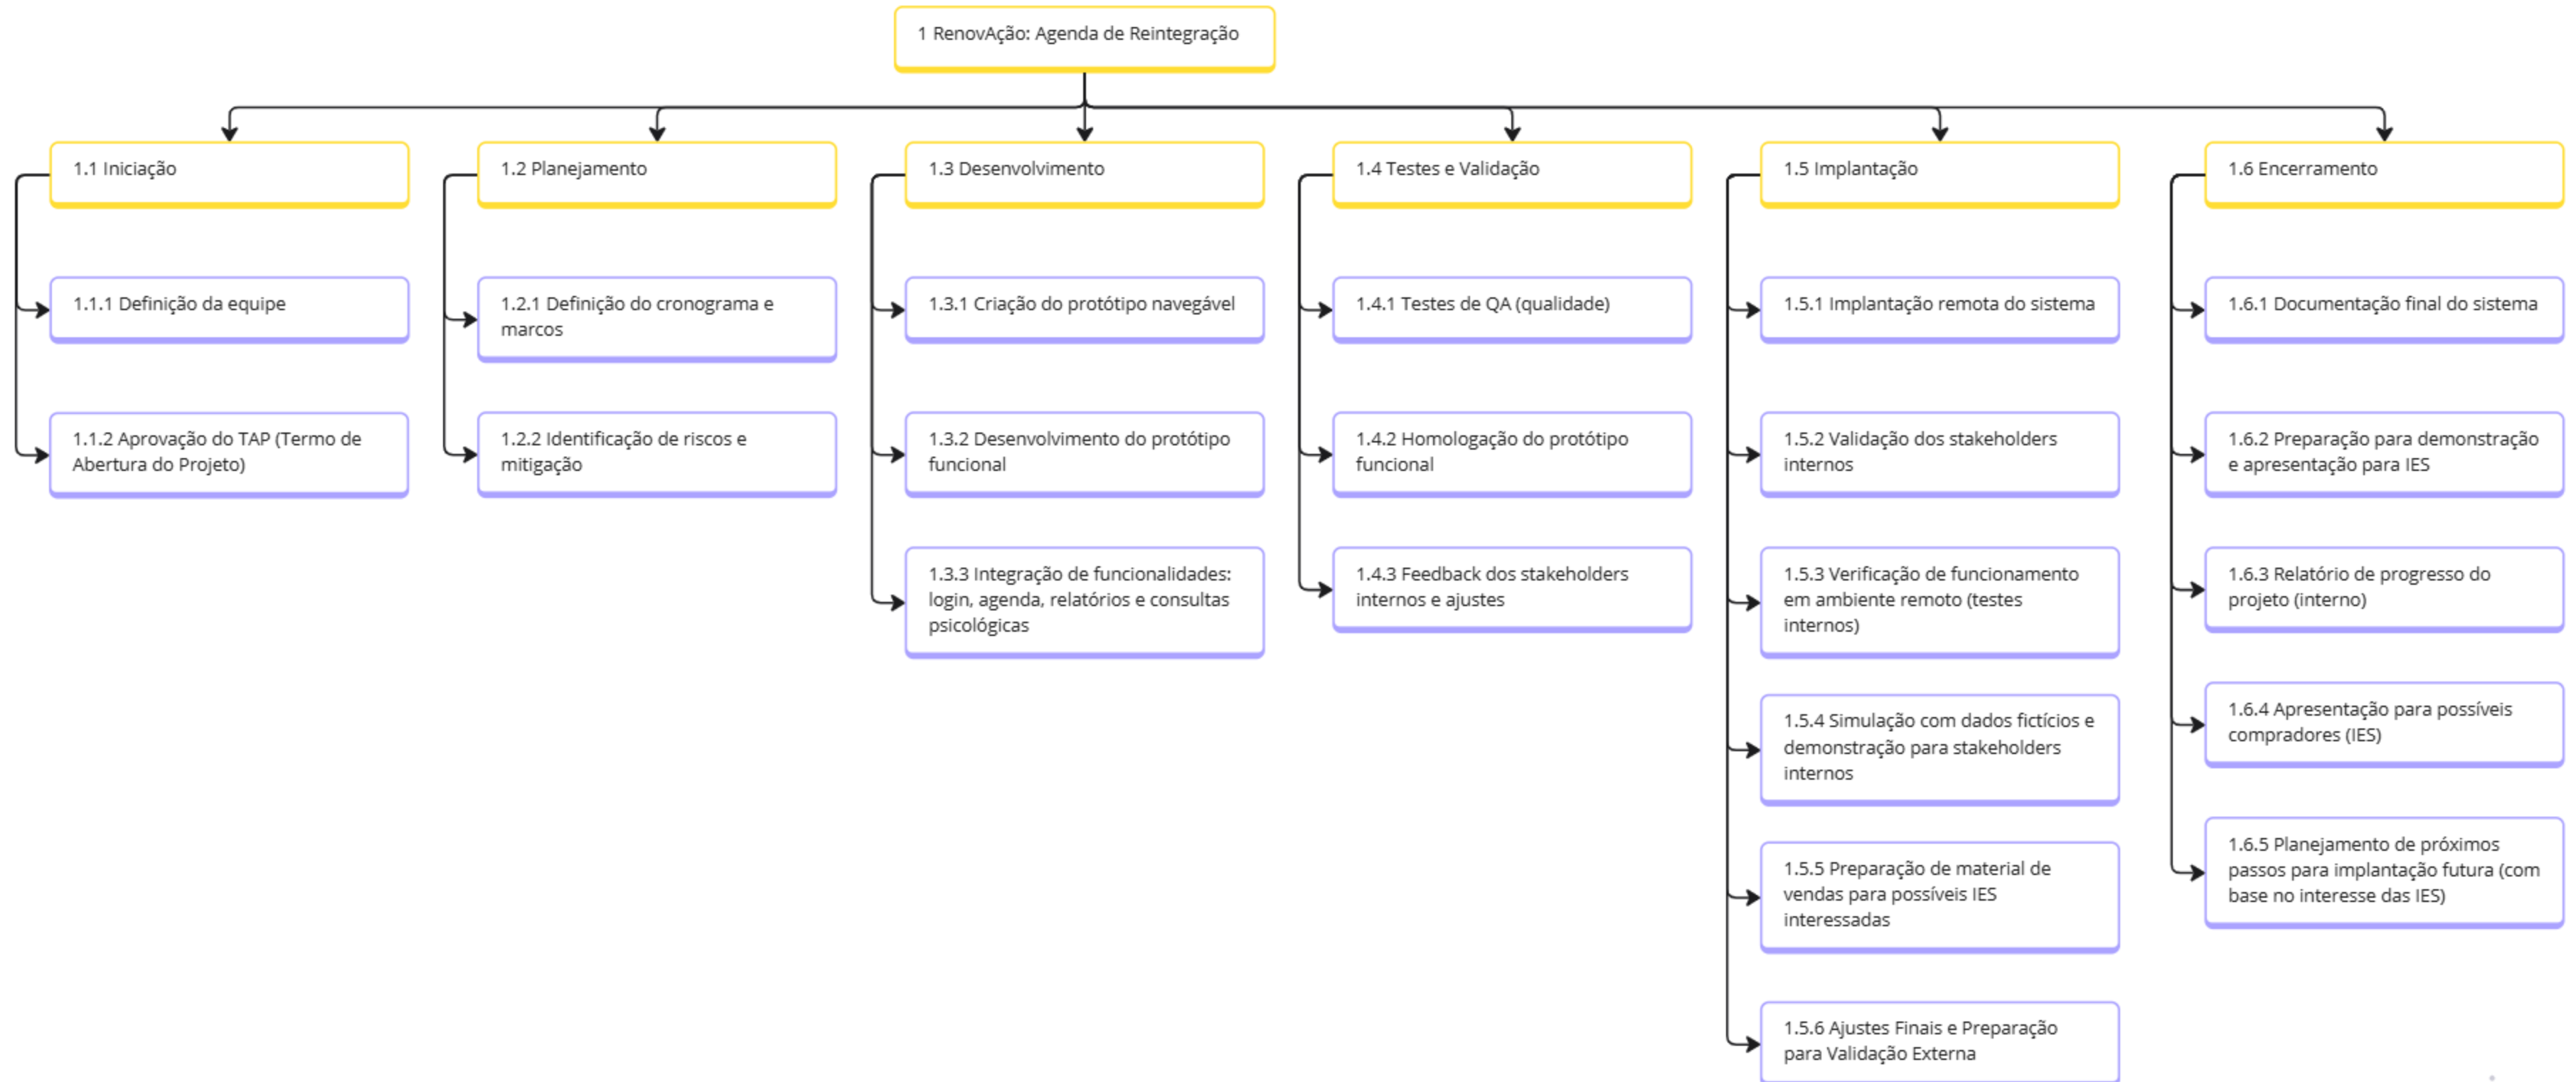 1 RenovAção: Agenda de Reintegração
1.1 Iniciação
1.1.1 Definição da equipe
1.1.2 Aprovação do TAP (Termo de
Abertura do Projeto)
1.2 Planejamento
1.2.1 Definição do cronograma e
marcos
1.2.2 Identificação de riscos e
mitigação
1.3 Desenvolvimento
1.3.1 Criação do protótipo navegável
1.3.2 Desenvolvimento do protótipo
funcional
1.3.3 Integração de funcionalidades:
login, agenda, relatórios e consultas
psicológicas
1.4 Testes e Validação
1.4.1 Testes de QA (qualidade)
1.4.2 Homologação do protótipo
funcional
1.4.3 Feedback dos stakeholders
internos e ajustes
1.5 Implantação
1.5.1 Implantação remota do sistema
1.5.2 Validação dos stakeholders
internos
1.5.3 Verificação de funcionamento
em ambiente remoto (testes
internos)
1.5.4 Simulação com dados fictícios e
demonstração para stakeholders
internos
1.5.5 Preparação de material de
vendas para possíveis IES
interessadas
1.5.6 Ajustes Finais e Preparação
para Validação Externa
1.6 Encerramento
1.6.1 Documentação final do sistema
1.6.2 Preparação para demonstração
e apresentação para IES
1.6.3 Relatório de progresso do
projeto (interno)
1.6.4 Apresentação para possíveis
compradores (IES)
1.6.5 Planejamento de próximos
passos para implantação futura (com
base no interesse das IES)